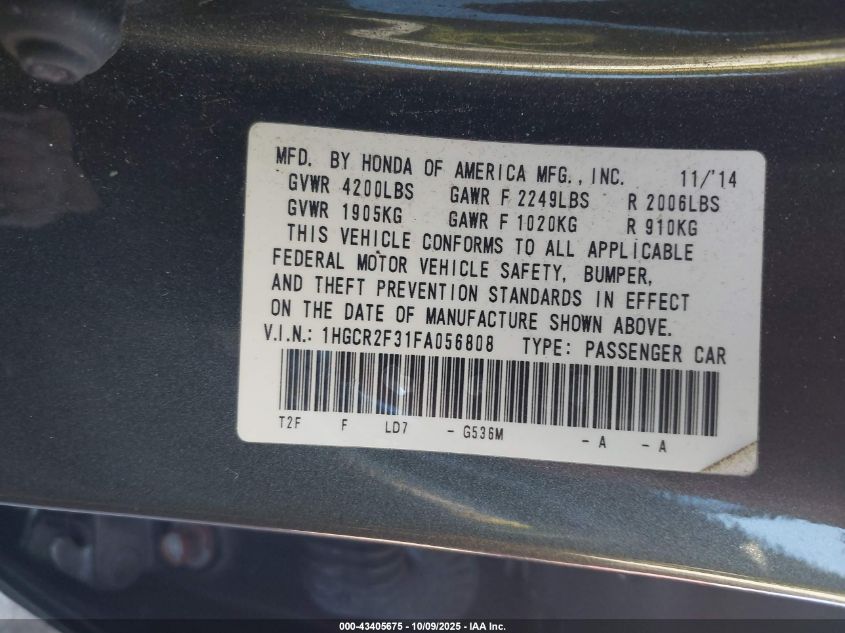 MFD. BY HONDA OF AMERICA MFG., INC. 11/'14
GVWR 4200LBS GAWR F 2249LBS R 2006LBS
GVWR 1905KG GAWR F 1020KG R 910KG
THIS VEHICLE CONFORMS TO ALL APPLICABLE
FEDERAL MOTOR VEHICLE SAFETY, BUMPER,
AND THEFT PREVENTION STANDARDS IN EFFECT
ON THE DATE OF MANUFACTURE SHOWN ABOVE.
V.I.N.: 1HGCR2F31FA056808 TYPE: PASSENGER CAR
T2F F LD7 - G536M - A - A
000-43405675 - 10/09/2025 - IAA Inc.